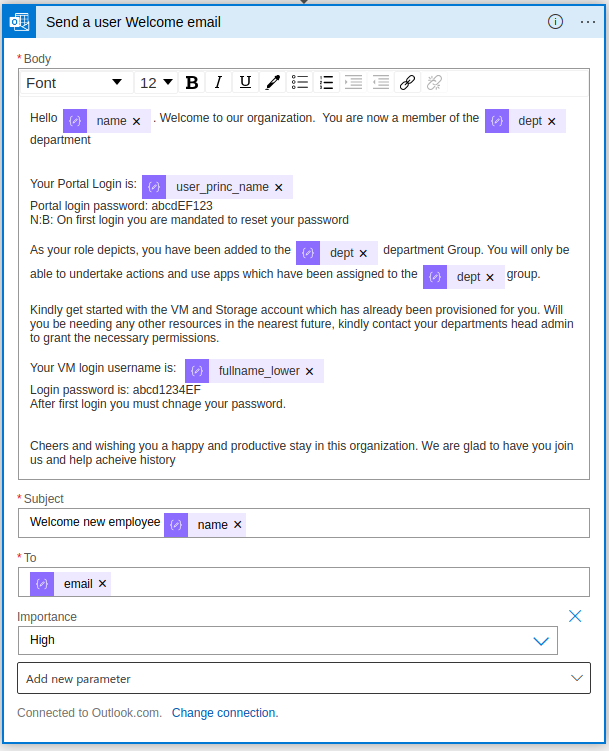 Send a user Welcome email
* Body
Font 12 B I U
Hello name × . Welcome to our organization. You are now a member of the dept ×
department
Your Portal Login is: user_princ_name ×
Portal login password: abcdEF123
N:B: On first login you are mandated to reset your password
As your role depicts, you have been added to the dept × department Group. You will only be
able to undertake actions and use apps which have been assigned to the dept × group.
Kindly get started with the VM and Storage account which has already been provisioned for you. Will
you be needing any other resources in the nearest future, kindly contact your departments head admin
to grant the necessary permissions.
Your VM login username is: fullname_lower ×
Login password is: abcd1234EF
After first login you must chnage your password.
Cheers and wishing you a happy and productive stay in this organization. We are glad to have you join
us and help acheive history
* Subject
Welcome new employee name ×
* To
email ×
Importance
High
Add new parameter
Connected to Outlook.com. Change connection.